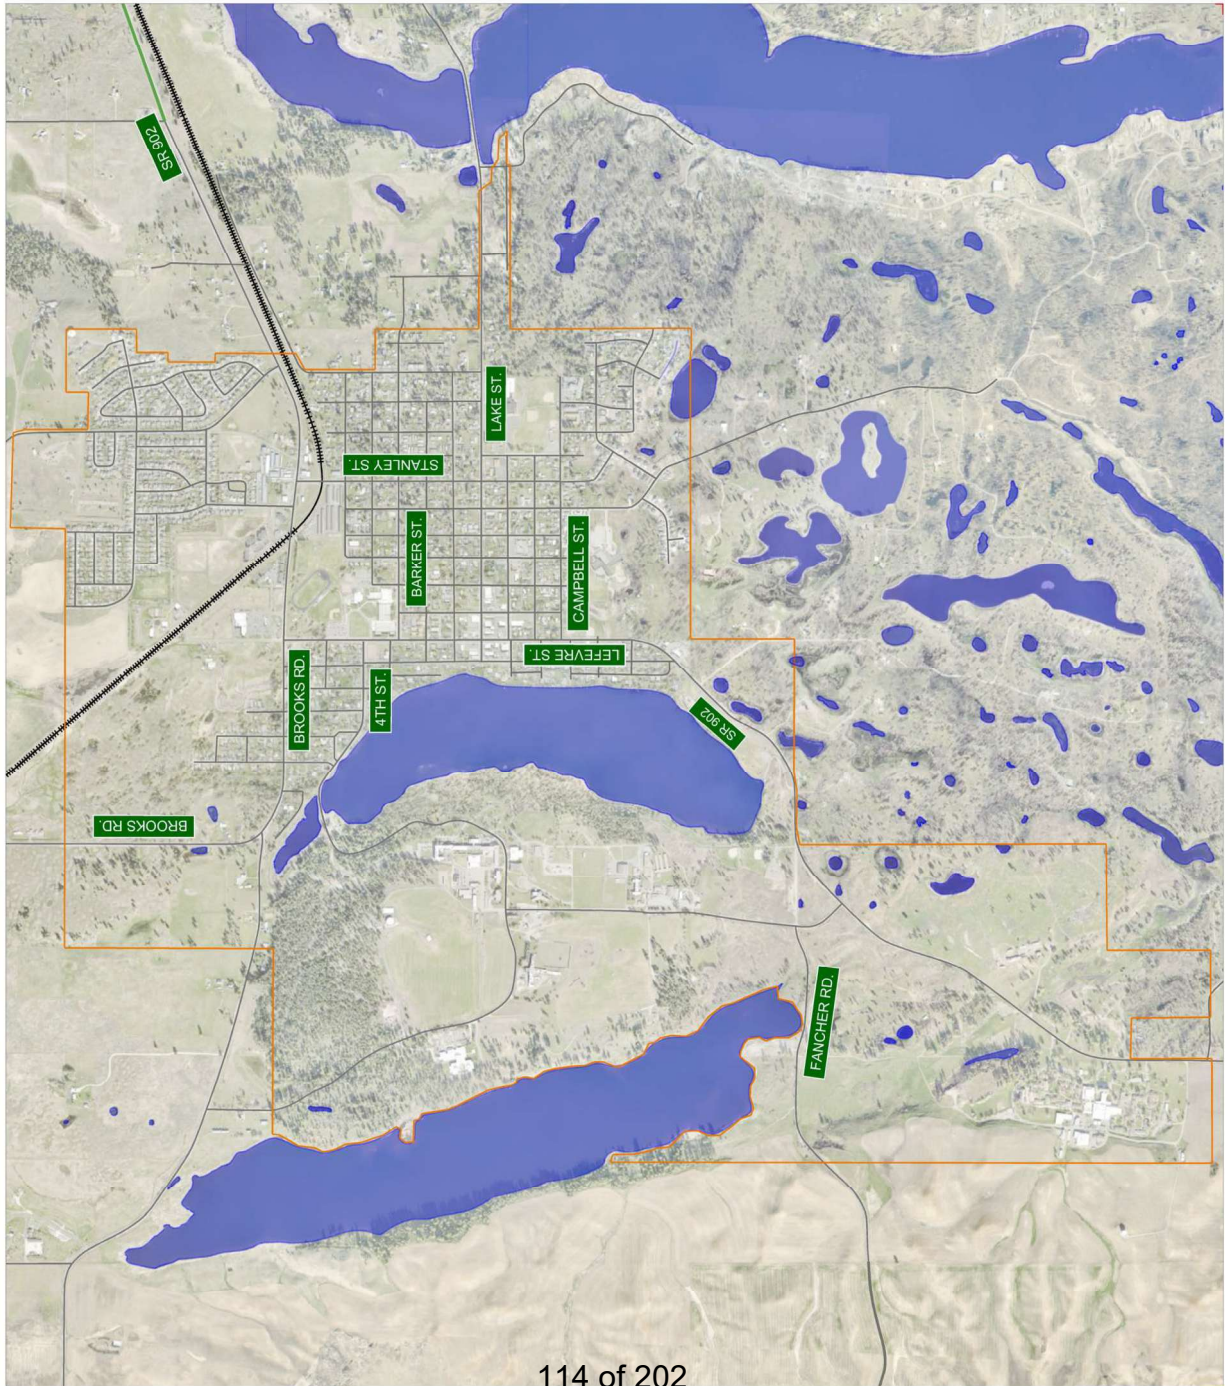 SR 902
LAKE ST.
STANLEY ST.
BARKER ST.
CAMPBELL ST.
LEFEVRE ST.
BROOKS RD.
4TH ST.
SR 902
BROOKS RD.
FANCHER RD.
114 of 202